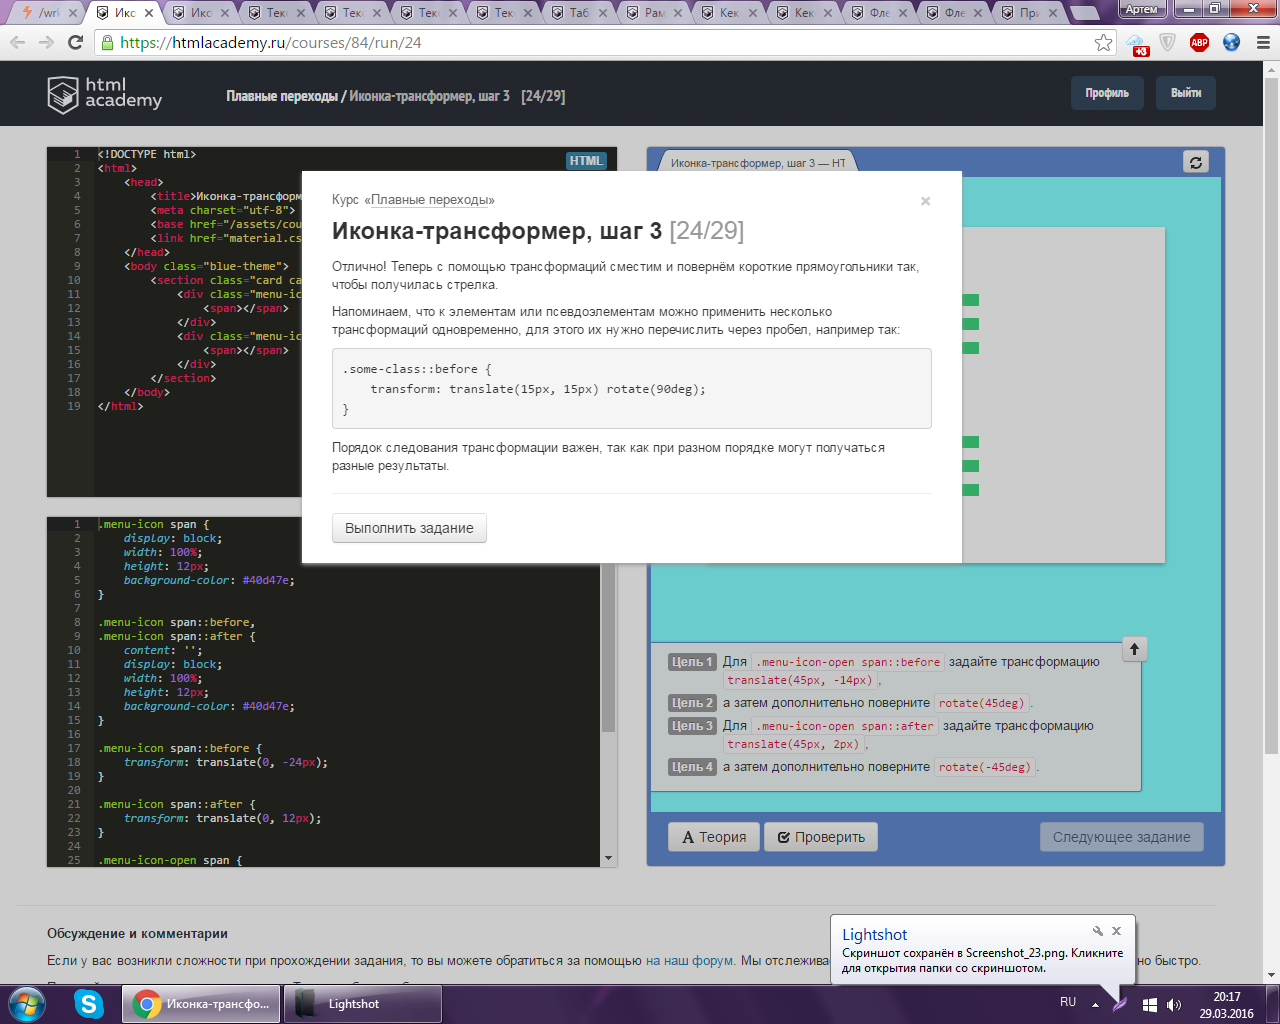 /wrk
Ико
Ико
Текс
Текс
Текс
Текс
Таб
Рам
Кек
Кек
Фле
Фле
При
Артем
https://htmlacademy.ru/courses/84/run/24
+3
ABP
html
academy
Плавные переходы / Иконка-трансформер, шаг 3 [24/29]
Профиль
Выйти
1 <!DOCTYPE html>
HTML
2 <html>
3 <head>
4 <title>Иконка-трансформ
5 <meta charset="utf-8">
6 <base href="/assets/cou
7 <link href="material.cs
8 </head>
9 <body class="blue-theme">
10 <section class="card ca
11 <div class="menu-ic
12 <span></span>
13 </div>
14 <div class="menu-ic
15 <span></span>
16 </div>
17 </section>
18 </body>
19 </html>
Иконка-трансформер, шаг 3 — HT
Курс «Плавные переходы»
×
Иконка-трансформер, шаг 3 [24/29]
Отлично! Теперь с помощью трансформаций сместим и повернём короткие прямоугольники так,
чтобы получилась стрелка.
Напоминаем, что к элементам или псевдоэлементам можно применить несколько
трансформаций одновременно, для этого их нужно перечислить через пробел, например так:
.some-class::before {
transform: translate(15px, 15px) rotate(90deg);
}
Порядок следования трансформации важен, так как при разном порядке могут получаться
разные результаты.
Выполнить задание
1 .menu-icon span {
2 display: block;
3 width: 100%;
4 height: 12px;
5 background-color: #40d47e;
6 }
7
8 .menu-icon span::before,
9 .menu-icon span::after {
10 content: '';
11 display: block;
12 width: 100%;
13 height: 12px;
14 background-color: #40d47e;
15 }
16
17 .menu-icon span::before {
18 transform: translate(0, -24px);
19 }
20
21 .menu-icon span::after {
22 transform: translate(0, 12px);
23 }
24
25 .menu-icon-open span {
Цель 1 Для .menu-icon-open span::before задайте трансформацию
translate(45px, -14px),
Цель 2 а затем дополнительно поверните rotate(45deg).
Цель 3 Для .menu-icon-open span::after задайте трансформацию
translate(45px, 2px),
Цель 4 а затем дополнительно поверните rotate(-45deg).
A Теория
Проверить
Следующее задание
Обсуждение и комментарии
Если у вас возникли сложности при прохождении задания, то вы можете обратиться за помощью на наш форум. Мы отслежива
но быстро.
Lightshot
Скриншот сохранён в Screenshot_23.png. Кликните
для открытия папки со скриншотом.
Иконка-трансфо...
Lightshot
RU
20:17
29.03.2016